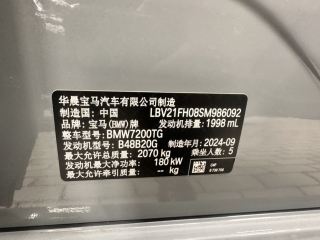 华晨宝马汽车有限公司制造
制造国：中国 LBV21FH08SM986092
品牌：宝马(BMW)牌 发动机排量：1998 mL
整车型号：BMW7200TG
发动机型号：B48B20G 制造年月：2024-09
最大允许总质量：2070 kg 乘坐人数：5
发动机最大净功率：180 kW
最大允许牵引质量：-- kg